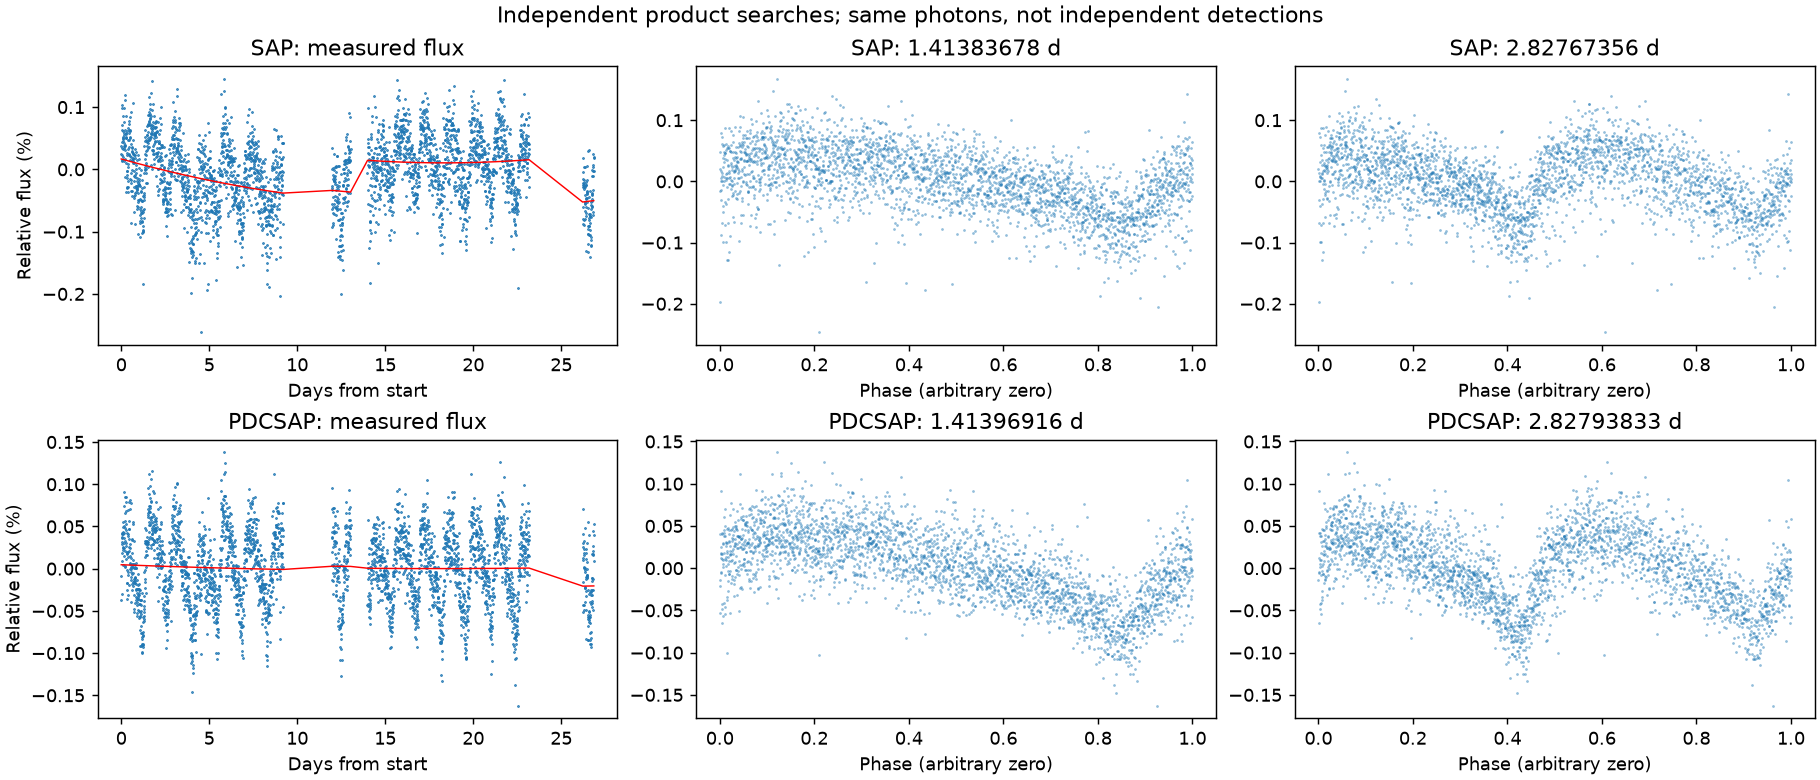 Independent product searches; same photons, not independent detections
SAP: measured flux
SAP: 1.41383678 d
SAP: 2.82767356 d
Relative flux (%)
0.1
0.0
−0.1
−0.2
0 5 10 15 20 25
Days from start
0.1
0.0
−0.1
−0.2
0.0 0.2 0.4 0.6 0.8 1.0
Phase (arbitrary zero)
0.1
0.0
−0.1
−0.2
0.0 0.2 0.4 0.6 0.8 1.0
Phase (arbitrary zero)
PDCSAP: measured flux
PDCSAP: 1.41396916 d
PDCSAP: 2.82793833 d
Relative flux (%)
0.15
0.10
0.05
0.00
−0.05
−0.10
−0.15
0 5 10 15 20 25
Days from start
0.15
0.10
0.05
0.00
−0.05
−0.10
−0.15
0.0 0.2 0.4 0.6 0.8 1.0
Phase (arbitrary zero)
0.15
0.10
0.05
0.00
−0.05
−0.10
−0.15
0.0 0.2 0.4 0.6 0.8 1.0
Phase (arbitrary zero)